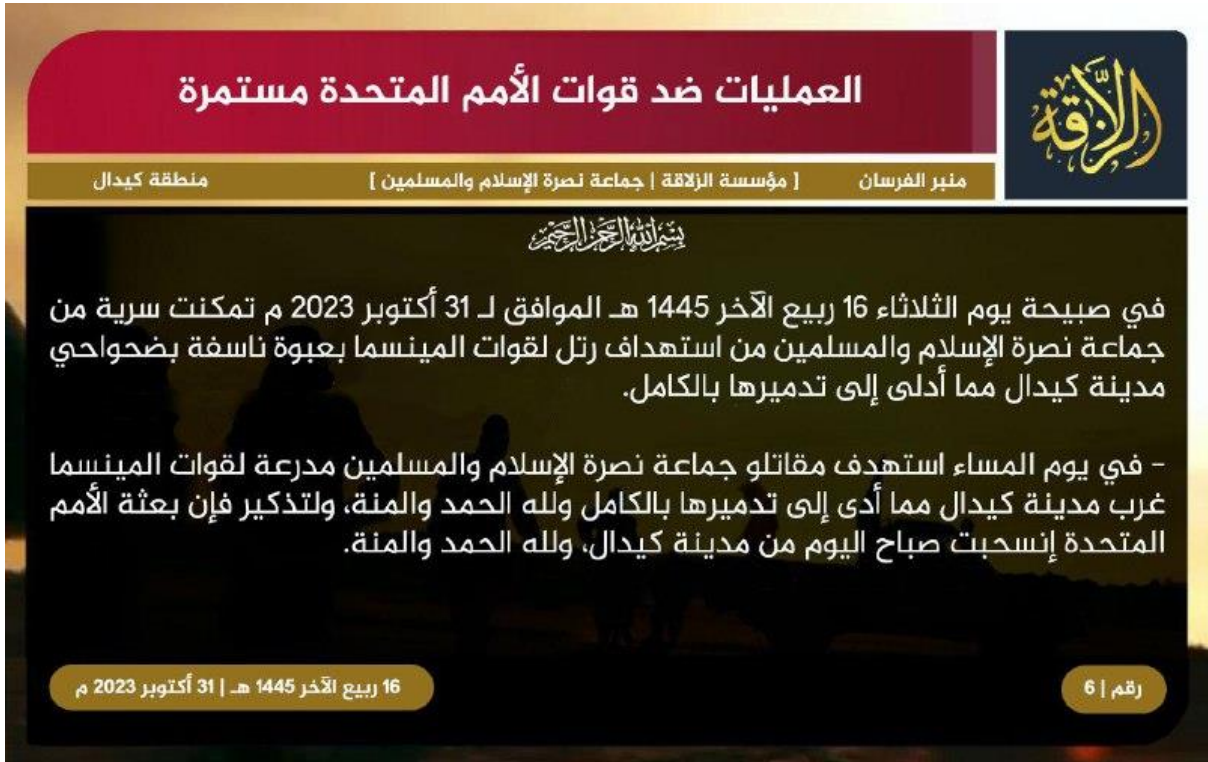 العمليات ضد قوات الأمم المتحدة مستمرة
الزلاقة
منبر الفرسان [ مؤسسة الزلاقة | جماعة نصرة الإسلام والمسلمين ] منطقة كيدال
بسم الله الرحمن الرحيم
في صبيحة يوم الثلاثاء 16 ربيع الآخر 1445 هـ الموافق لـ 31 أكتوبر 2023 م تمكنت سرية من
جماعة نصرة الإسلام والمسلمين من استهداف رتل لقوات المينسما بعبوة ناسفة بضحواحي
مدينة كيدال مما أدلى إلى تدميرها بالكامل.
- في يوم المساء استهدف مقاتلو جماعة نصرة الإسلام والمسلمين مدرعة لقوات المينسما
غرب مدينة كيدال مما أدى إلى تدميرها بالكامل ولله الحمد والمنة، ولتذكير فإن بعثة الأمم
المتحدة إنسحبت صباح اليوم من مدينة كيدال، ولله الحمد والمنة.
رقم | 6
16 ربيع الآخر 1445 هـ | 31 أكتوبر 2023 م